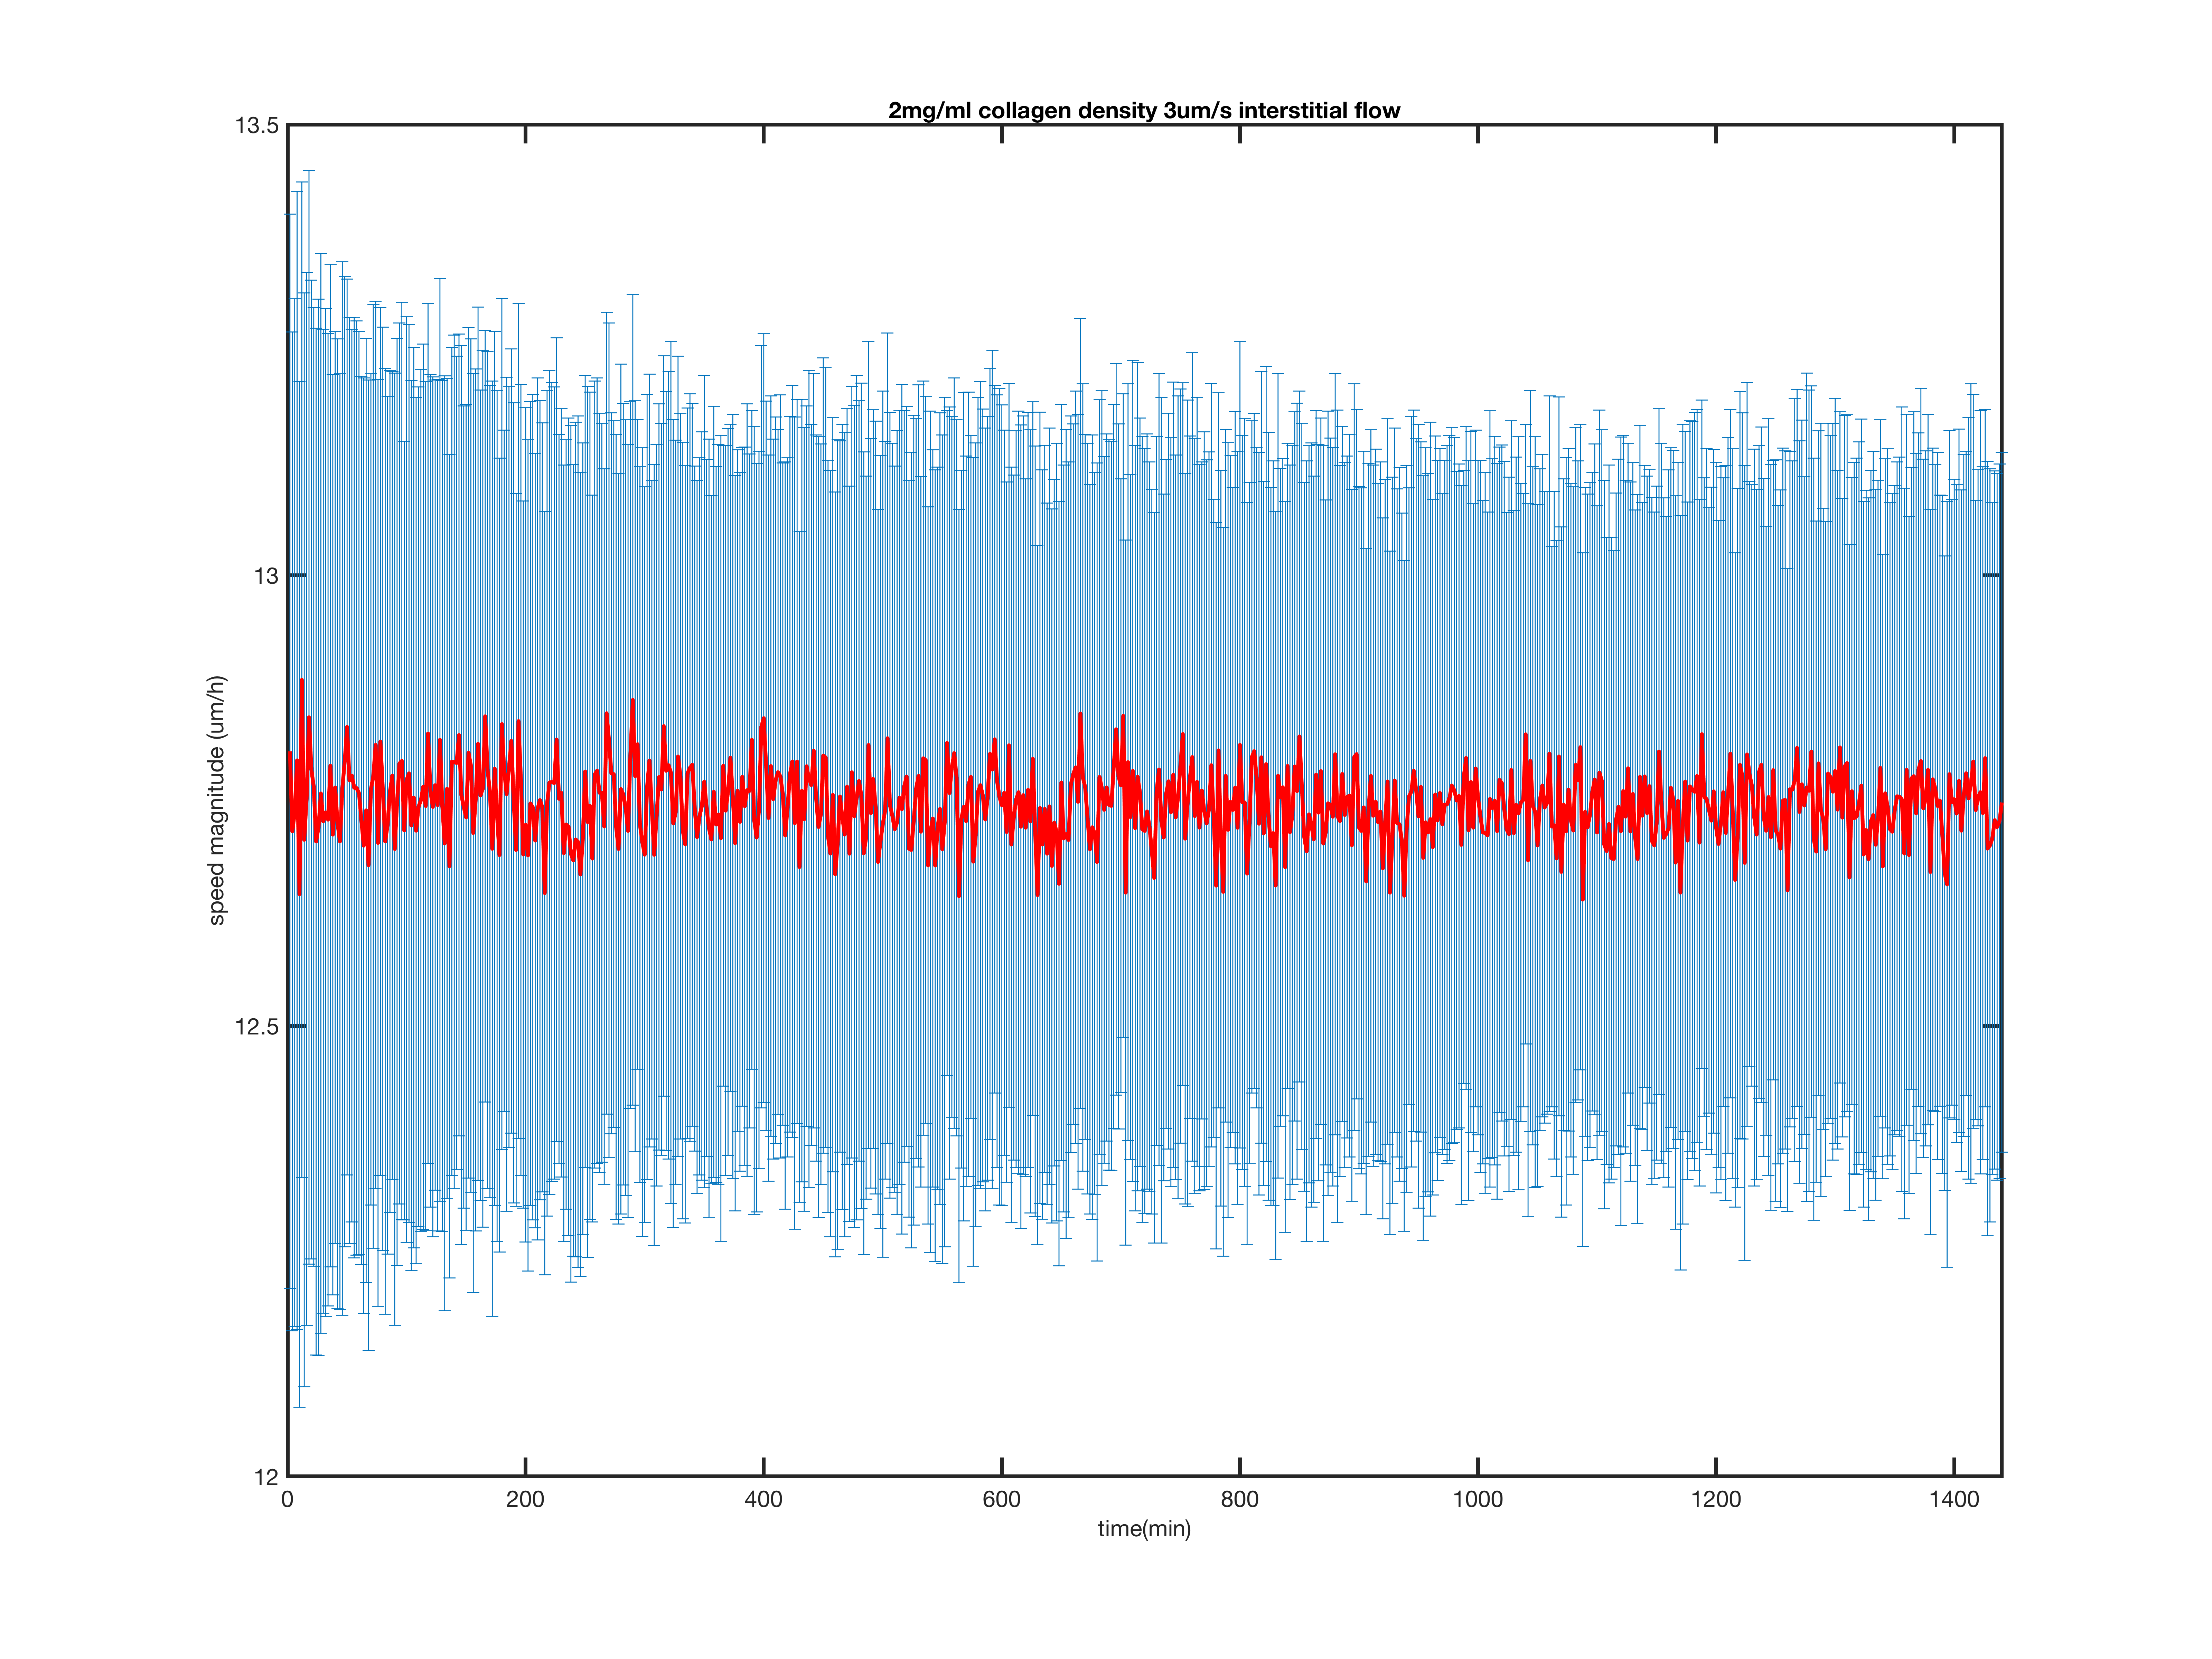 2mg/ml collagen density 3um/s interstitial flow
13.5
13
12.5
12
speed magnitude (um/h)
0 200 400 600 800 1000 1200 1400
time(min)